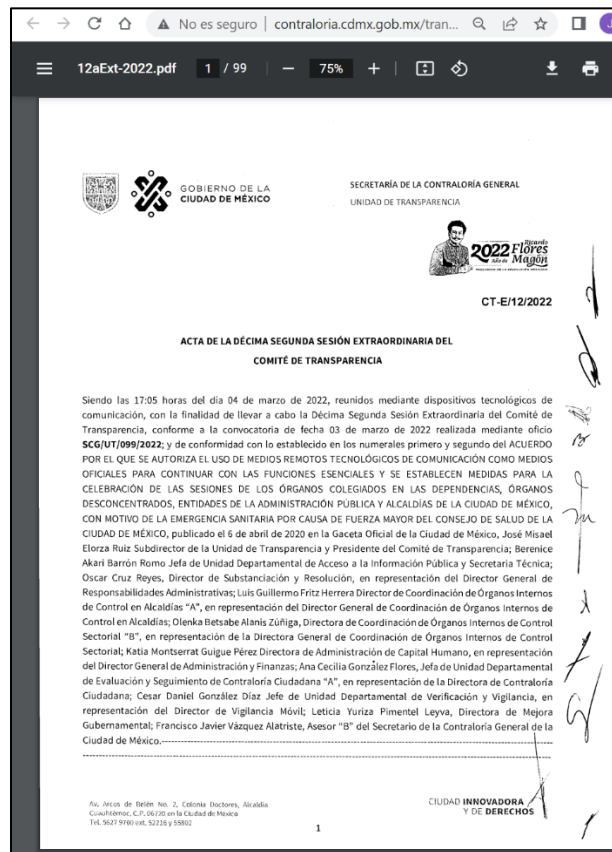 No es seguro | contraloria.cdmx.gob.mx/tran...
12aExt-2022.pdf 1 / 99 75%
GOBIERNO DE LA
CIUDAD DE MÉXICO
SECRETARÍA DE LA CONTRALORÍA GENERAL
UNIDAD DE TRANSPARENCIA
2022 Ricardo
Flores
Año de Magón
CT-E/12/2022
ACTA DE LA DÉCIMA SEGUNDA SESIÓN EXTRAORDINARIA DEL
COMITÉ DE TRANSPARENCIA
Siendo las 17:05 horas del día 04 de marzo de 2022, reunidos mediante dispositivos tecnológicos de
comunicación, con la finalidad de llevar a cabo la Décima Segunda Sesión Extraordinaria del Comité de
Transparencia, conforme a la convocatoria de fecha 03 de marzo de 2022 realizada mediante oficio
SCG/UT/099/2022; y de conformidad con lo establecido en los numerales primero y segundo del ACUERDO
POR EL QUE SE AUTORIZA EL USO DE MEDIOS REMOTOS TECNOLÓGICOS DE COMUNICACIÓN COMO MEDIOS
OFICIALES PARA CONTINUAR CON LAS FUNCIONES ESENCIALES Y SE ESTABLECEN MEDIDAS PARA LA
CELEBRACIÓN DE LAS SESIONES DE LOS ÓRGANOS COLEGIADOS EN LAS DEPENDENCIAS, ÓRGANOS
DESCONCENTRADOS, ENTIDADES DE LA ADMINISTRACIÓN PÚBLICA Y ALCALDÍAS DE LA CIUDAD DE MÉXICO,
CON MOTIVO DE LA EMERGENCIA SANITARIA POR CAUSA DE FUERZA MAYOR DEL CONSEJO DE SALUD DE LA
CIUDAD DE MÉXICO, publicado el 6 de abril de 2020 en la Gaceta Oficial de la Ciudad de México, José Misael
Elorza Ruiz Subdirector de la Unidad de Transparencia y Presidente del Comité de Transparencia; Berenice
Akari Barrón Romo Jefa de Unidad Departamental de Acceso a la Información Pública y Secretaria Técnica;
Oscar Cruz Reyes, Director de Substanciación y Resolución, en representación del Director General de
Responsabilidades Administrativas; Luis Guillermo Fritz Herrera Director de Coordinación de Órganos Internos
de Control en Alcaldías “A”, en representación del Director General de Coordinación de Órganos Internos de
Control en Alcaldías; Olenka Betsabe Alanis Zúñiga, Directora de Coordinación de Órganos Internos de Control
Sectorial “B”, en representación de la Directora General de Coordinación de Órganos Internos de Control
Sectorial; Katia Montserrat Guigue Pérez Directora de Administración de Capital Humano, en representación
del Director General de Administración y Finanzas; Ana Cecilia González Flores, Jefa de Unidad Departamental
de Evaluación y Seguimiento de Contraloría Ciudadana “A”, en representación de la Directora de Contraloría
Ciudadana; Cesar Daniel González Díaz Jefe de Unidad Departamental de Verificación y Vigilancia, en
representación del Director de Vigilancia Móvil; Leticia Yuriza Pimentel Leyva, Directora de Mejora
Gubernamental; Francisco Javier Vázquez Alatriste, Asesor “B” del Secretario de la Contraloría General de la
Ciudad de México.
Av. Arcos de Belén No. 2, Colonia Doctores, Alcaldía
Cuauhtémoc, C.P. 06720 en la Ciudad de México
Tel. 5627 9700 ext. 52216 y 55802
CIUDAD INNOVADORA
Y DE DERECHOS
1